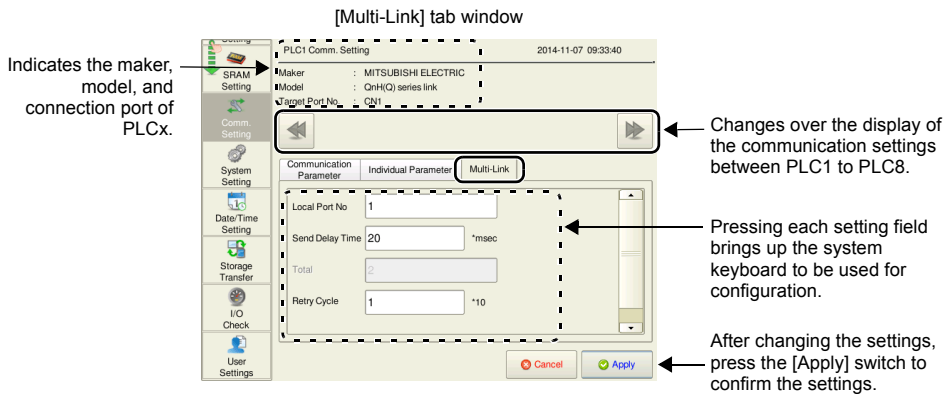 [Multi-Link] tab window
Indicates the maker,
model, and
connection port of
PLCx.
Setting
SRAM
Setting
Comm.
Setting
System
Setting
Date/Time
Setting
Storage
Transfer
I/O
Check
User
Settings
PLC1 Comm. Setting 2014-11-07 09:33:40
Maker : MITSUBISHI ELECTRIC
Model : QnH(Q) series link
Target Port No. : CN1
Communication
Parameter
Individual Parameter
Multi-Link
Local Port No 1
Send Delay Time 20 *msec
Total 2
Retry Cycle 1 *10
Cancel
Apply
Changes over the display of
the communication settings
between PLC1 to PLC8.
Pressing each setting field
brings up the system
keyboard to be used for
configuration.
After changing the settings,
press the [Apply] switch to
confirm the settings.